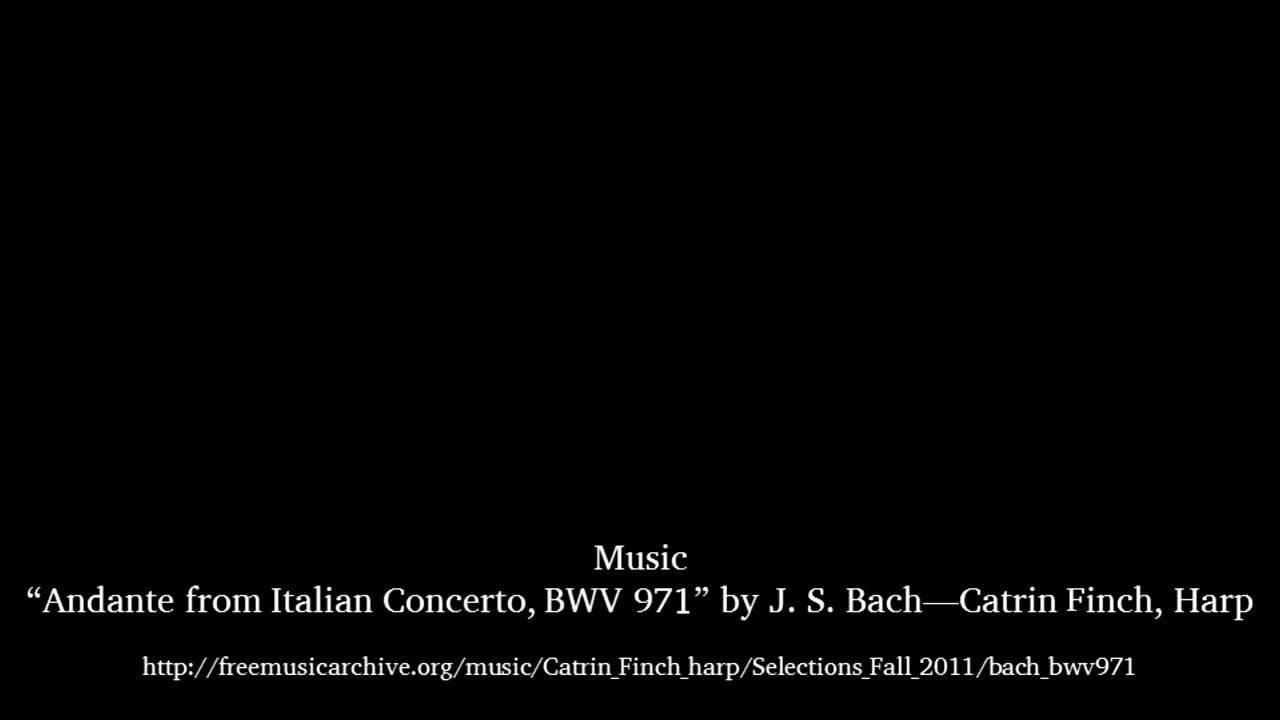 Music
“Andante from Italian Concerto, BWV 971” by J. S. Bach—Catrin Finch, Harp
http://freemusicarchive.org/music/Catrin_Finch_harp/Selections_Fall_2011/bach_bwv971